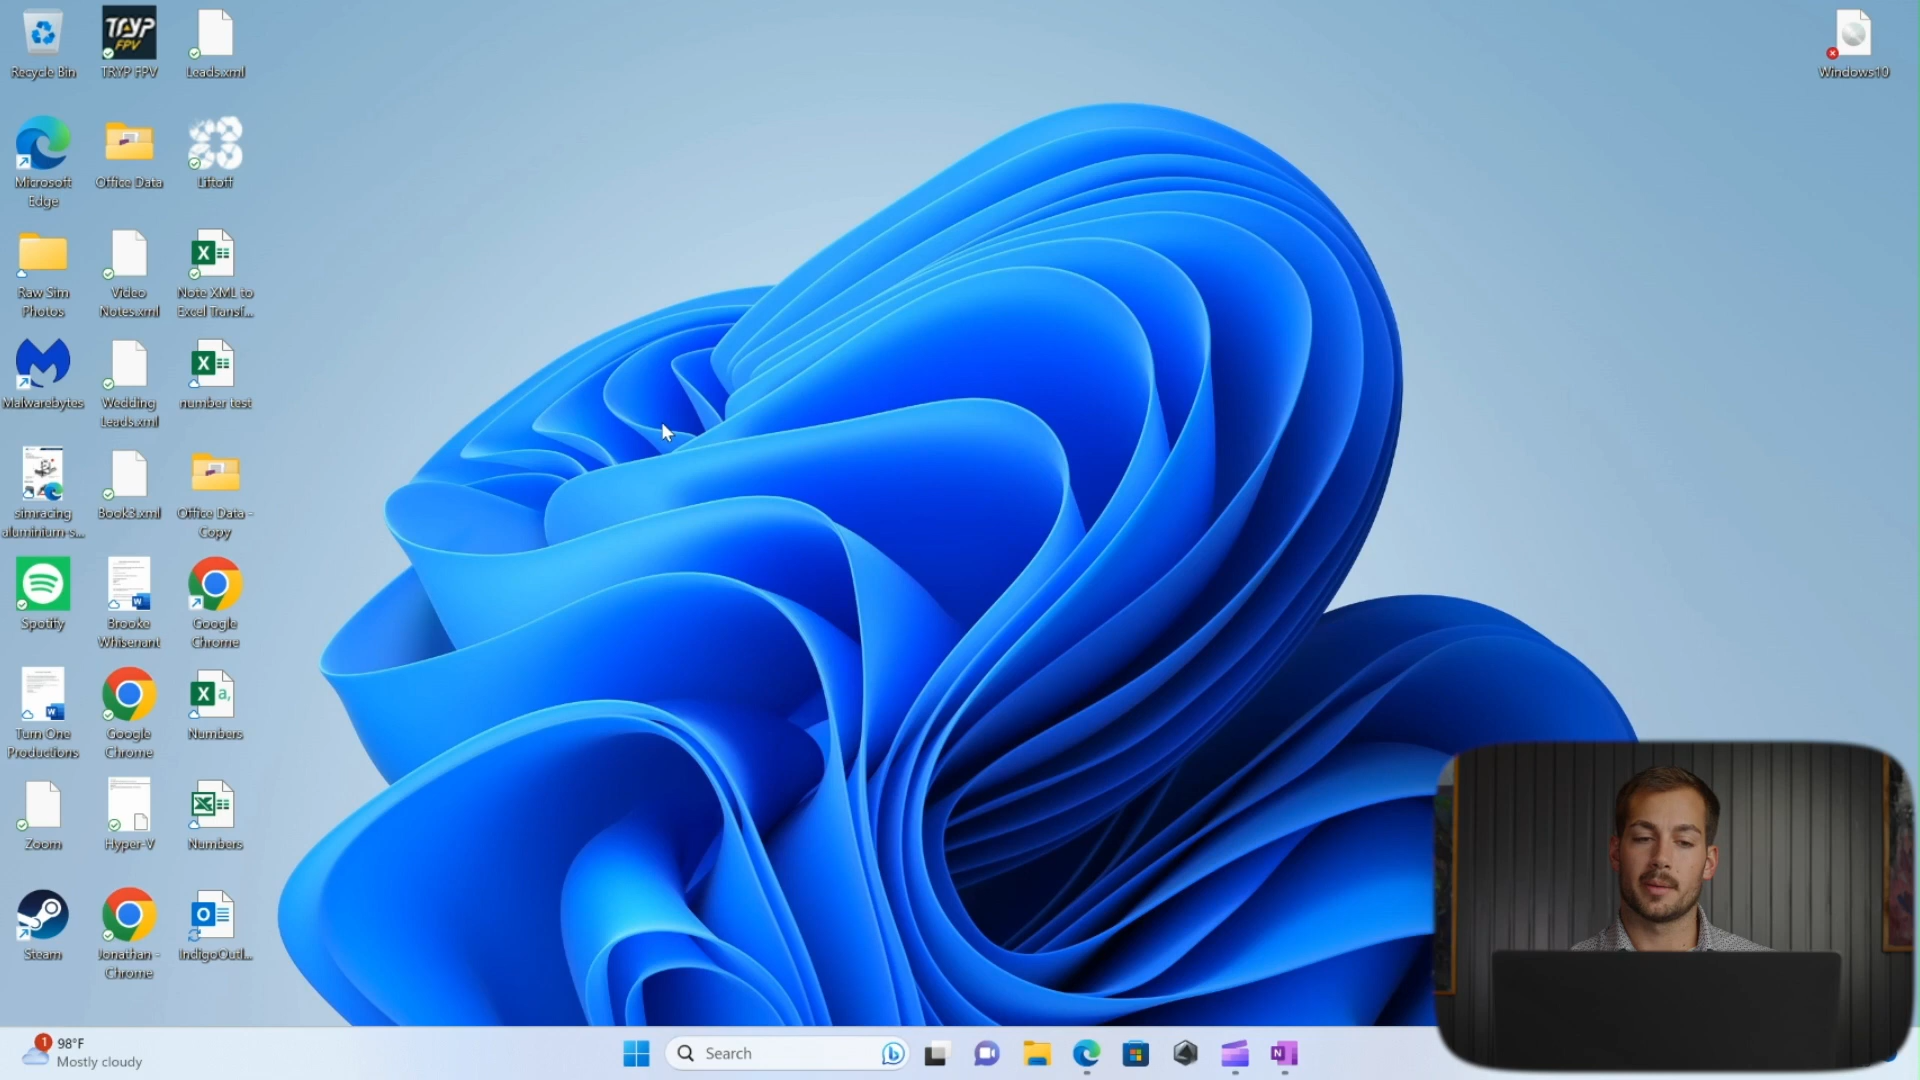 Recycle Bin
TRYP FPV
Leads.xml
Windows10
Microsoft
Edge
Office Data
Liftoff
Raw Sim
Photos
Video
Notes.xml
Note XML to
Excel Transf...
Malwarebytes
Wedding
Leads.xml
number test
simracing
aluminium-s...
Book3.xml
Office Data -
Copy
Spotify
Brooke
Whisenant
Google
Chrome
Turn One
Productions
Google
Chrome
Numbers
Zoom
Hyper-V
Numbers
Steam
Jonathan -
Chrome
IndigoOutl...
TRYP
FPV
1
98°F
Mostly cloudy
Search